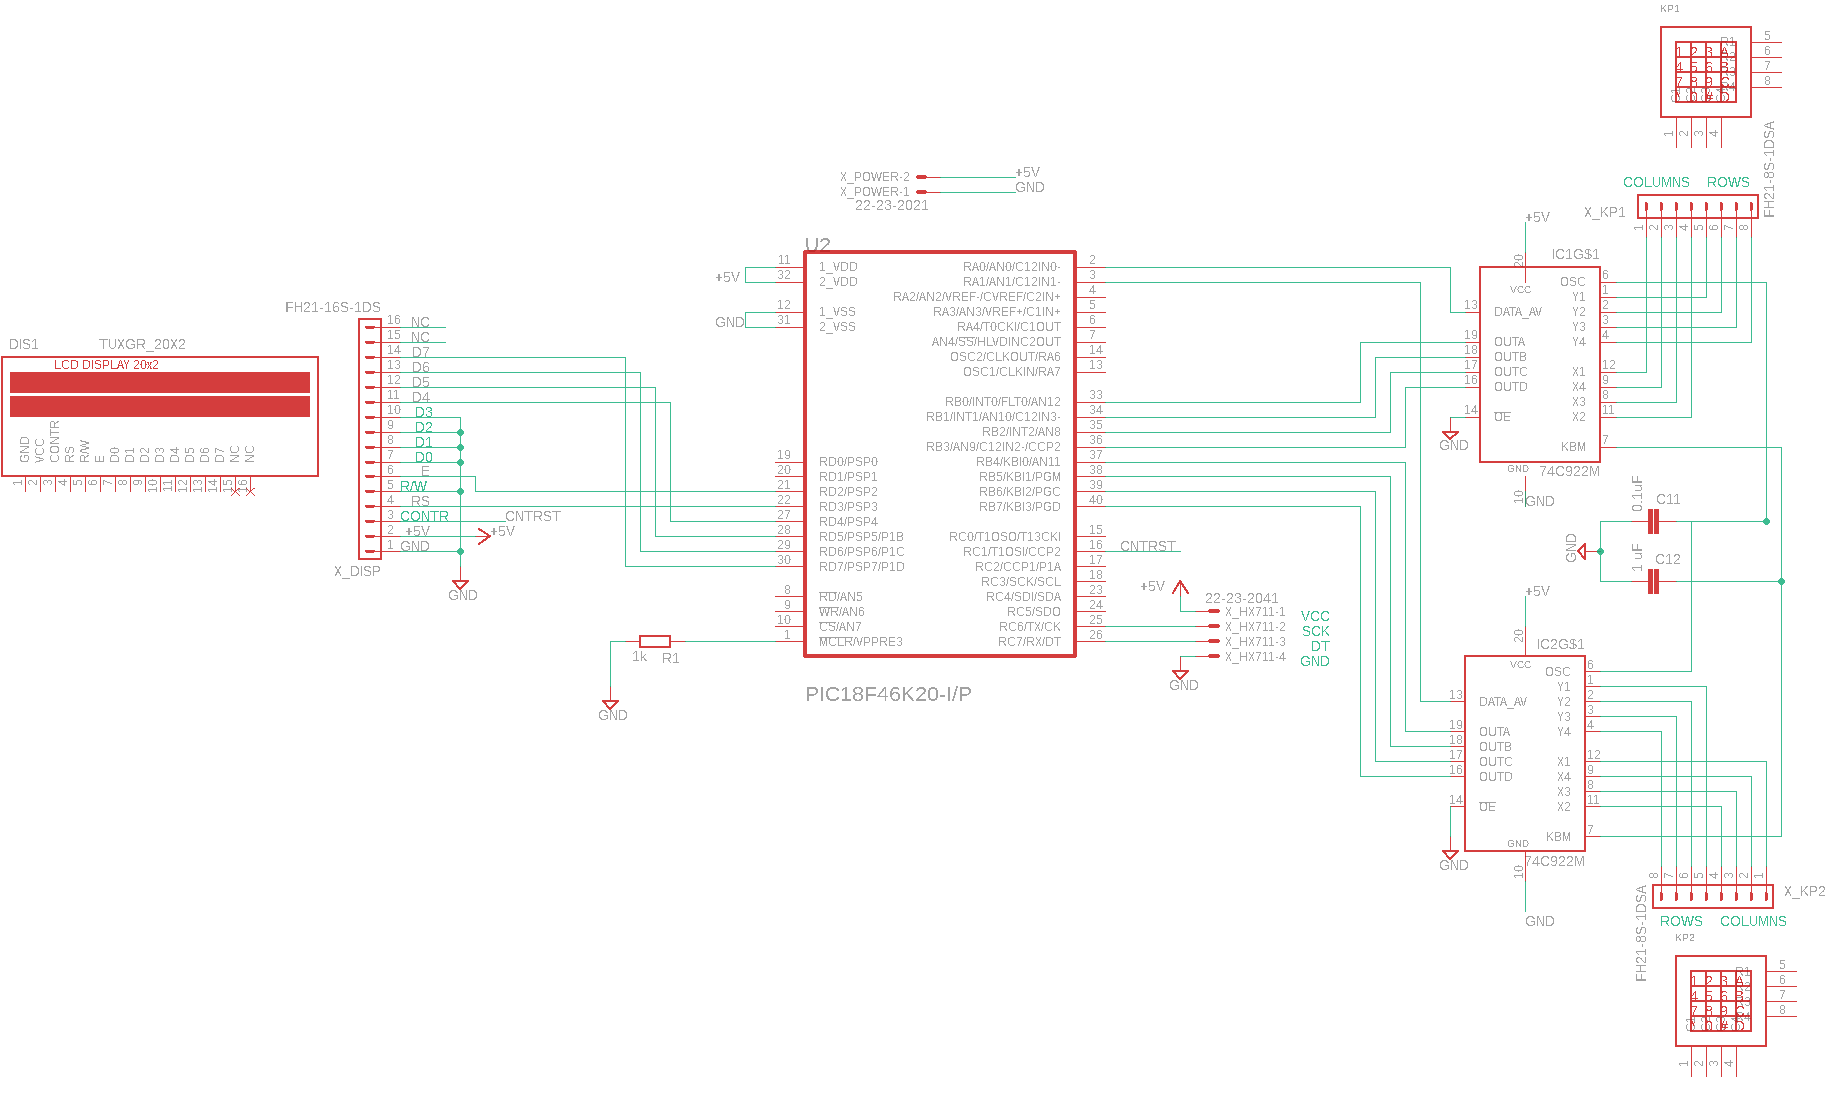 KP1
5
6
7
8
1 2 3 A
4 5 6 B
7 8 9 C
0 # D
1 2 3 4
FH21-8S-1DSA
COLUMNS ROWS
X_KP1
1 2 3 4 5 6 7 8
X_POWER-2 +5V
X_POWER-1 GND
22-23-2021
U2
11 1_VDD
+5V
32 2_VDD
12 1_VSS
GND
31 2_VSS
19 RD0/PSP0
20 RD1/PSP1
21 RD2/PSP2
22 RD3/PSP3
27 RD4/PSP4
28 RD5/PSP5/P1B
29 RD6/PSP6/P1C
30 RD7/PSP7/P1D
8 RD/AN5
9 WR/AN6
10 CS/AN7
1 MCLR/VPPRE3
RA0/AN0/C12IN0- 2
RA1/AN1/C12IN1- 3
RA2/AN2/VREF-/CVREF/C2IN+ 4
RA3/AN3/VREF+/C1IN+ 5
RA4/T0CKI/C1OUT 6
AN4/SS/HLVDINC2OUT 7
OSC2/CLKOUT/RA6 14
OSC1/CLKIN/RA7 13
RB0/INT0/FLT0/AN12 33
RB1/INT1/AN10/C12IN3- 34
RB2/INT2/AN8 35
RB3/AN9/C12IN2-/CCP2 36
RB4/KBI0/AN11 37
RB5/KBI1/PGM 38
RB6/KBI2/PGC 39
RB7/KBI3/PGD 40
RC0/T1OSO/T13CKI 15
RC1/T1OSI/CCP2 16 CNTRST
RC2/CCP1/P1A 17
RC3/SCK/SCL 18
RC4/SDI/SDA 23
RC5/SDO 24
RC6/TX/CK 25
RC7/RX/DT 26
PIC18F46K20-I/P
1k R1
GND
FH21-16S-1DS
16 NC
15 NC
14 D7
13 D6
12 D5
11 D4
10 D3
9 D2
8 D1
7 D0
6 E
5 R/W
4 RS
3 CONTR CNTRST
2 +5V +5V
1 GND
X_DISP
GND
DIS1 TUXGR_20X2
LCD DISPLAY 20x2
GND VCC CONTR RS R/W E D0 D1 D2 D3 D4 D5 D6 D7 NC NC
1 2 3 4 5 6 7 8 9 10 11 12 13 14 15 16
+5V
22-23-2041
X_HX711-1 VCC
X_HX711-2 SCK
X_HX711-3 DT
X_HX711-4 GND
GND
+5V
IC1G$1
20
VCC
13 DATA_AV
19 OUTA
18 OUTB
17 OUTC
16 OUTD
14 OE
GND
OSC 6
Y1 1
Y2 2
Y3 3
Y4 4
X1 12
X4 9
X3 8
X2 11
KBM 7
GND
74C922M
10
GND
0.1uF C11
GND
1 uF C12
+5V
IC2G$1
20
VCC
13 DATA_AV
19 OUTA
18 OUTB
17 OUTC
16 OUTD
14 OE
GND
OSC 6
Y1 1
Y2 2
Y3 3
Y4 4
X1 12
X4 9
X3 8
X2 11
KBM 7
GND
74C922M
10
GND
8 7 6 5 4 3 2 1
X_KP2
FH21-8S-1DSA
ROWS COLUMNS
KP2
5
6
7
8
1 2 3 A
4 5 6 B
7 8 9 C
0 # D
1 2 3 4